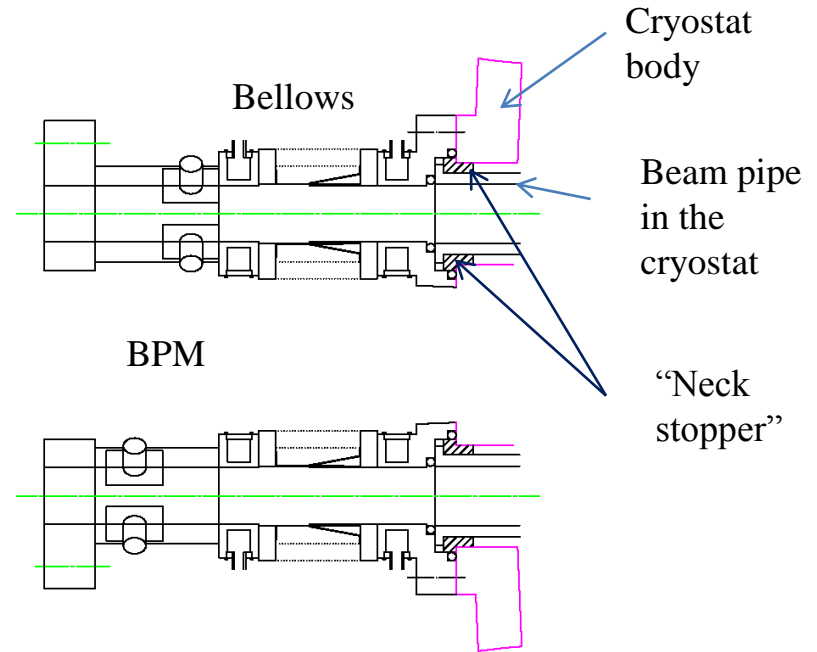 Cryostat
body
Bellows
Beam pipe
in the
cryostat
BPM
“Neck
stopper”